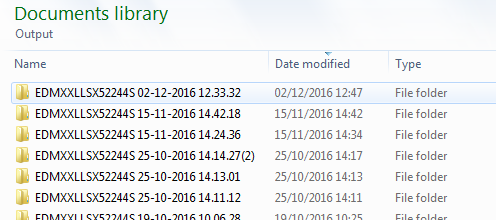 Documents library
Output
Name Date modified Type
EDMXXLLSX52244S 02-12-2016 12.33.32 02/12/2016 12:47 File folder
EDMXXLLSX52244S 15-11-2016 14.42.18 15/11/2016 14:42 File folder
EDMXXLLSX52244S 15-11-2016 14.24.36 15/11/2016 14:34 File folder
EDMXXLLSX52244S 25-10-2016 14.14.27(2) 25/10/2016 14:17 File folder
EDMXXLLSX52244S 25-10-2016 14.13.01 25/10/2016 14:13 File folder
EDMXXLLSX52244S 25-10-2016 14.11.12 25/10/2016 14:11 File folder
EDMXXLLSX52244S 19-10-2016 10.06.28 19/10/2016 10:25 File folder